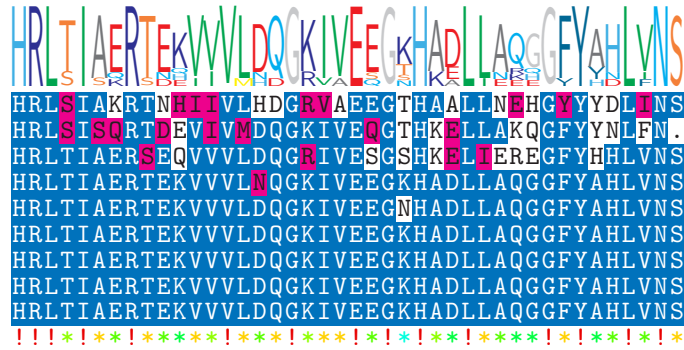 HRLTIAERTEKVVVLDQGKIVEEGKHADLLAQGGFYAHLVNS
HRLSIAKRTNHIIVLHDGRVAEEGTHAALLNEHGYYYDLINS
HRLSISQRTDEVIVMDQGKIVEQGTHKELLAKQGFYYNLFN.
HRLTIAERSEQVVVLDQGRIVESGSHKELIEREGFYHHLVNS
HRLTIAERTEKVVVLNQGKIVEEGKHADLLAQGGFYAHLVNS
HRLTIAERTEKVVVLDQGKIVEEGNHADLLAQGGFYAHLVNS
HRLTIAERTEKVVVLDQGKIVEEGKHADLLAQGGFYAHLVNS
HRLTIAERTEKVVVLDQGKIVEEGKHADLLAQGGFYAHLVNS
HRLTIAERTEKVVVLDQGKIVEEGKHADLLAQGGFYAHLVNS
HRLTIAERTEKVVVLDQGKIVEEGKHADLLAQGGFYAHLVNS
!!!*!**!*****!***!***!*!*!**!****!*!**!*!*